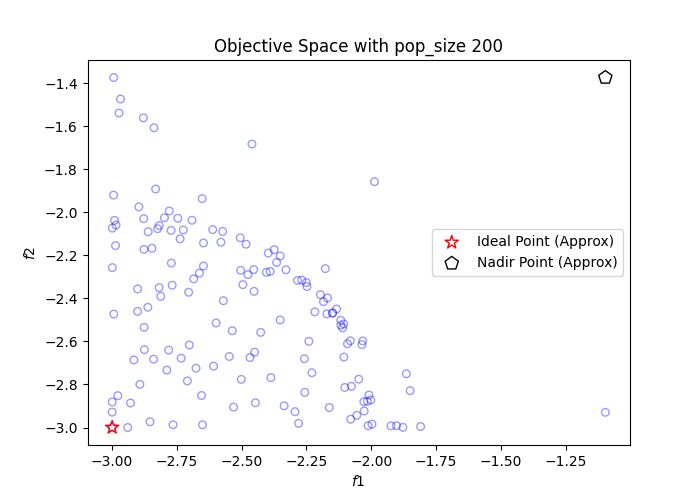 Objective Space with pop_size 200
f2
−1.4
−1.6
−1.8
−2.0
−2.2
−2.4
−2.6
−2.8
−3.0
Ideal Point (Approx)
Nadir Point (Approx)
−3.00 −2.75 −2.50 −2.25 −2.00 −1.75 −1.50 −1.25
f1